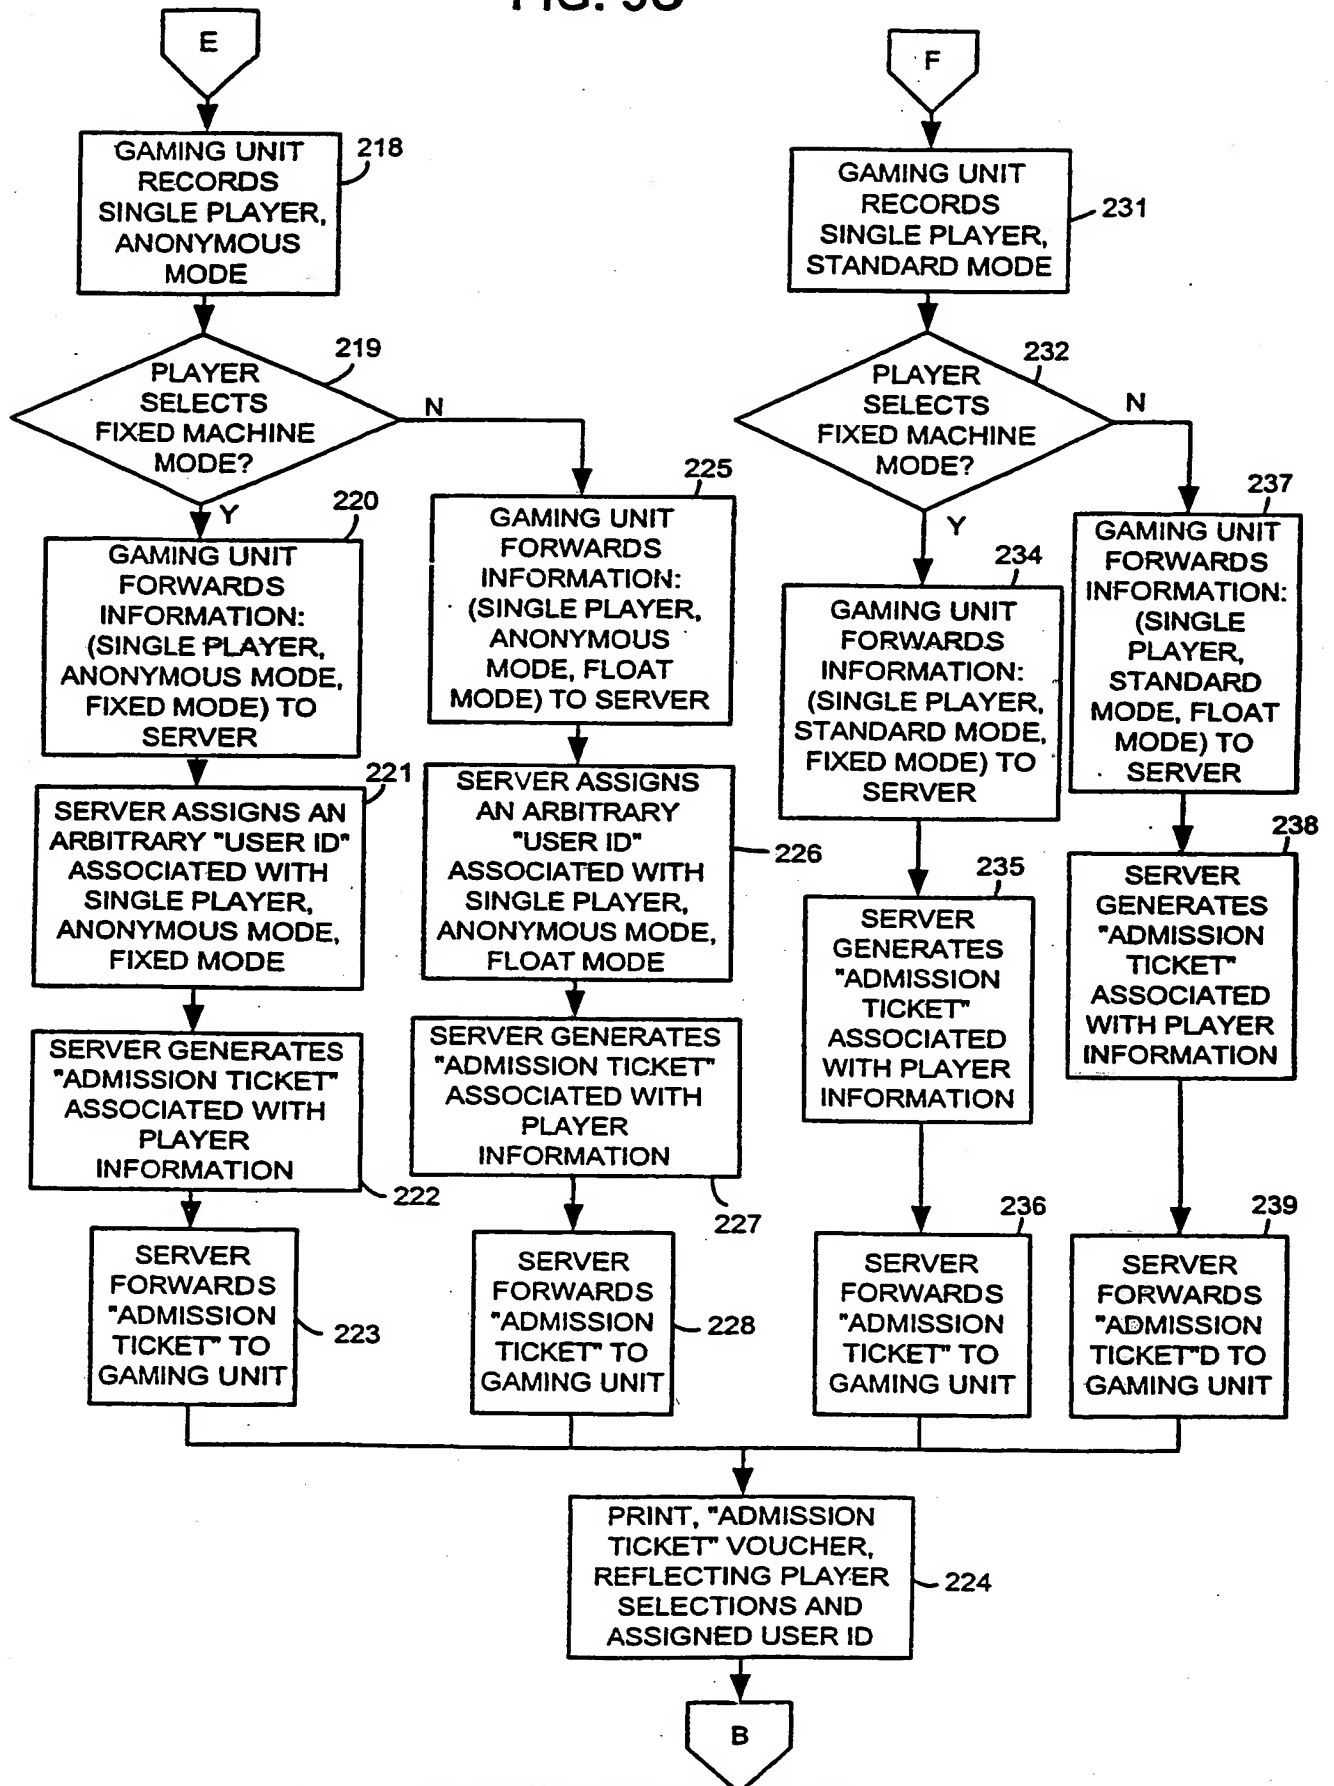 E
GAMING UNIT
RECORDS
SINGLE PLAYER,
ANONYMOUS
MODE
218
PLAYER
SELECTS
FIXED MACHINE
MODE?
219
N
Y
220
GAMING UNIT
FORWARDS
INFORMATION:
(SINGLE PLAYER,
ANONYMOUS MODE,
FIXED MODE) TO
SERVER
221
SERVER ASSIGNS AN
ARBITRARY "USER ID"
ASSOCIATED WITH
SINGLE PLAYER,
ANONYMOUS MODE,
FIXED MODE
SERVER GENERATES
"ADMISSION TICKET"
ASSOCIATED WITH
PLAYER
INFORMATION
222
SERVER
FORWARDS
"ADMISSION
TICKET" TO
GAMING UNIT
223
225
GAMING UNIT
FORWARDS
INFORMATION:
(SINGLE PLAYER,
ANONYMOUS
MODE, FLOAT
MODE) TO SERVER
SERVER ASSIGNS
AN ARBITRARY
"USER ID"
ASSOCIATED WITH
SINGLE PLAYER,
ANONYMOUS MODE,
FLOAT MODE
226
SERVER GENERATES
"ADMISSION TICKET"
ASSOCIATED WITH
PLAYER
INFORMATION
227
SERVER
FORWARDS
"ADMISSION
TICKET" TO
GAMING UNIT
228
F
GAMING UNIT
RECORDS
SINGLE PLAYER,
STANDARD MODE
231
PLAYER
SELECTS
FIXED MACHINE
MODE?
232
N
Y
234
GAMING UNIT
FORWARDS
INFORMATION:
(SINGLE PLAYER,
STANDARD MODE,
FIXED MODE) TO
SERVER
235
SERVER
GENERATES
"ADMISSION
TICKET"
ASSOCIATED
WITH PLAYER
INFORMATION
236
SERVER
FORWARDS
"ADMISSION
TICKET" TO
GAMING UNIT
237
GAMING UNIT
FORWARDS
INFORMATION:
(SINGLE
PLAYER,
STANDARD
MODE, FLOAT
MODE) TO
SERVER
238
SERVER
GENERATES
"ADMISSION
TICKET"
ASSOCIATED
WITH PLAYER
INFORMATION
239
SERVER
FORWARDS
"ADMISSION
TICKET"D TO
GAMING UNIT
PRINT, "ADMISSION
TICKET" VOUCHER,
REFLECTING PLAYER
SELECTIONS AND
ASSIGNED USER ID
224
B